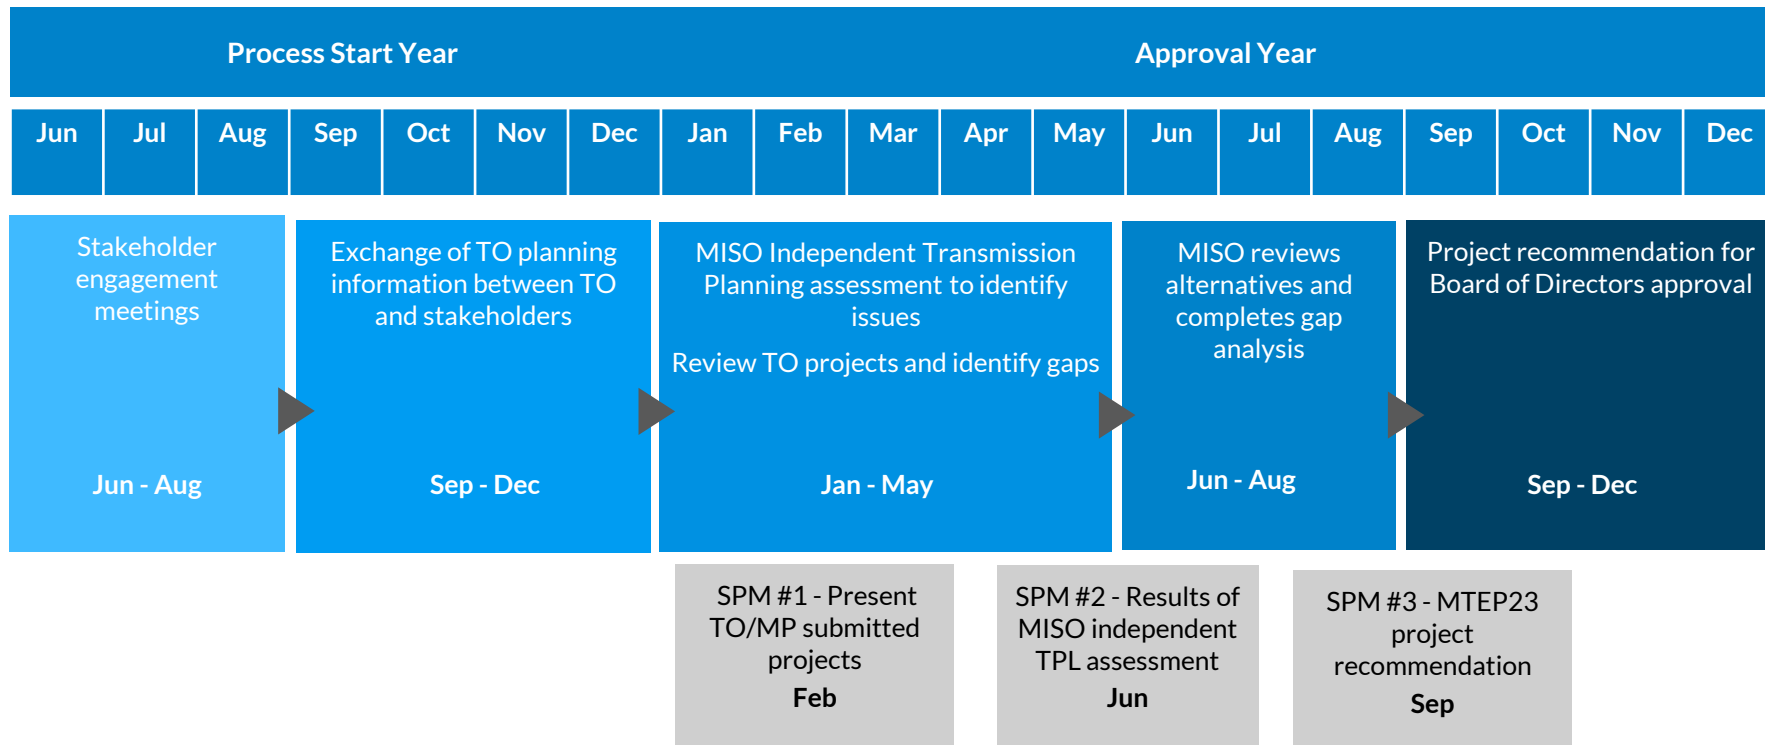 Process Start Year
Approval Year
Jun Jul Aug Sep Oct Nov Dec Jan Feb Mar Apr May Jun Jul Aug Sep Oct Nov Dec
Stakeholder
engagement
meetings
Jun - Aug
Exchange of TO planning
information between TO
and stakeholders
Sep - Dec
MISO Independent Transmission
Planning assessment to identify
issues
Review TO projects and identify gaps
Jan - May
MISO reviews
alternatives and
completes gap
analysis
Jun - Aug
Project recommendation for
Board of Directors approval
Sep - Dec
SPM #1 - Present
TO/MP submitted
projects
Feb
SPM #2 - Results of
MISO independent
TPL assessment
Jun
SPM #3 - MTEP23
project
recommendation
Sep